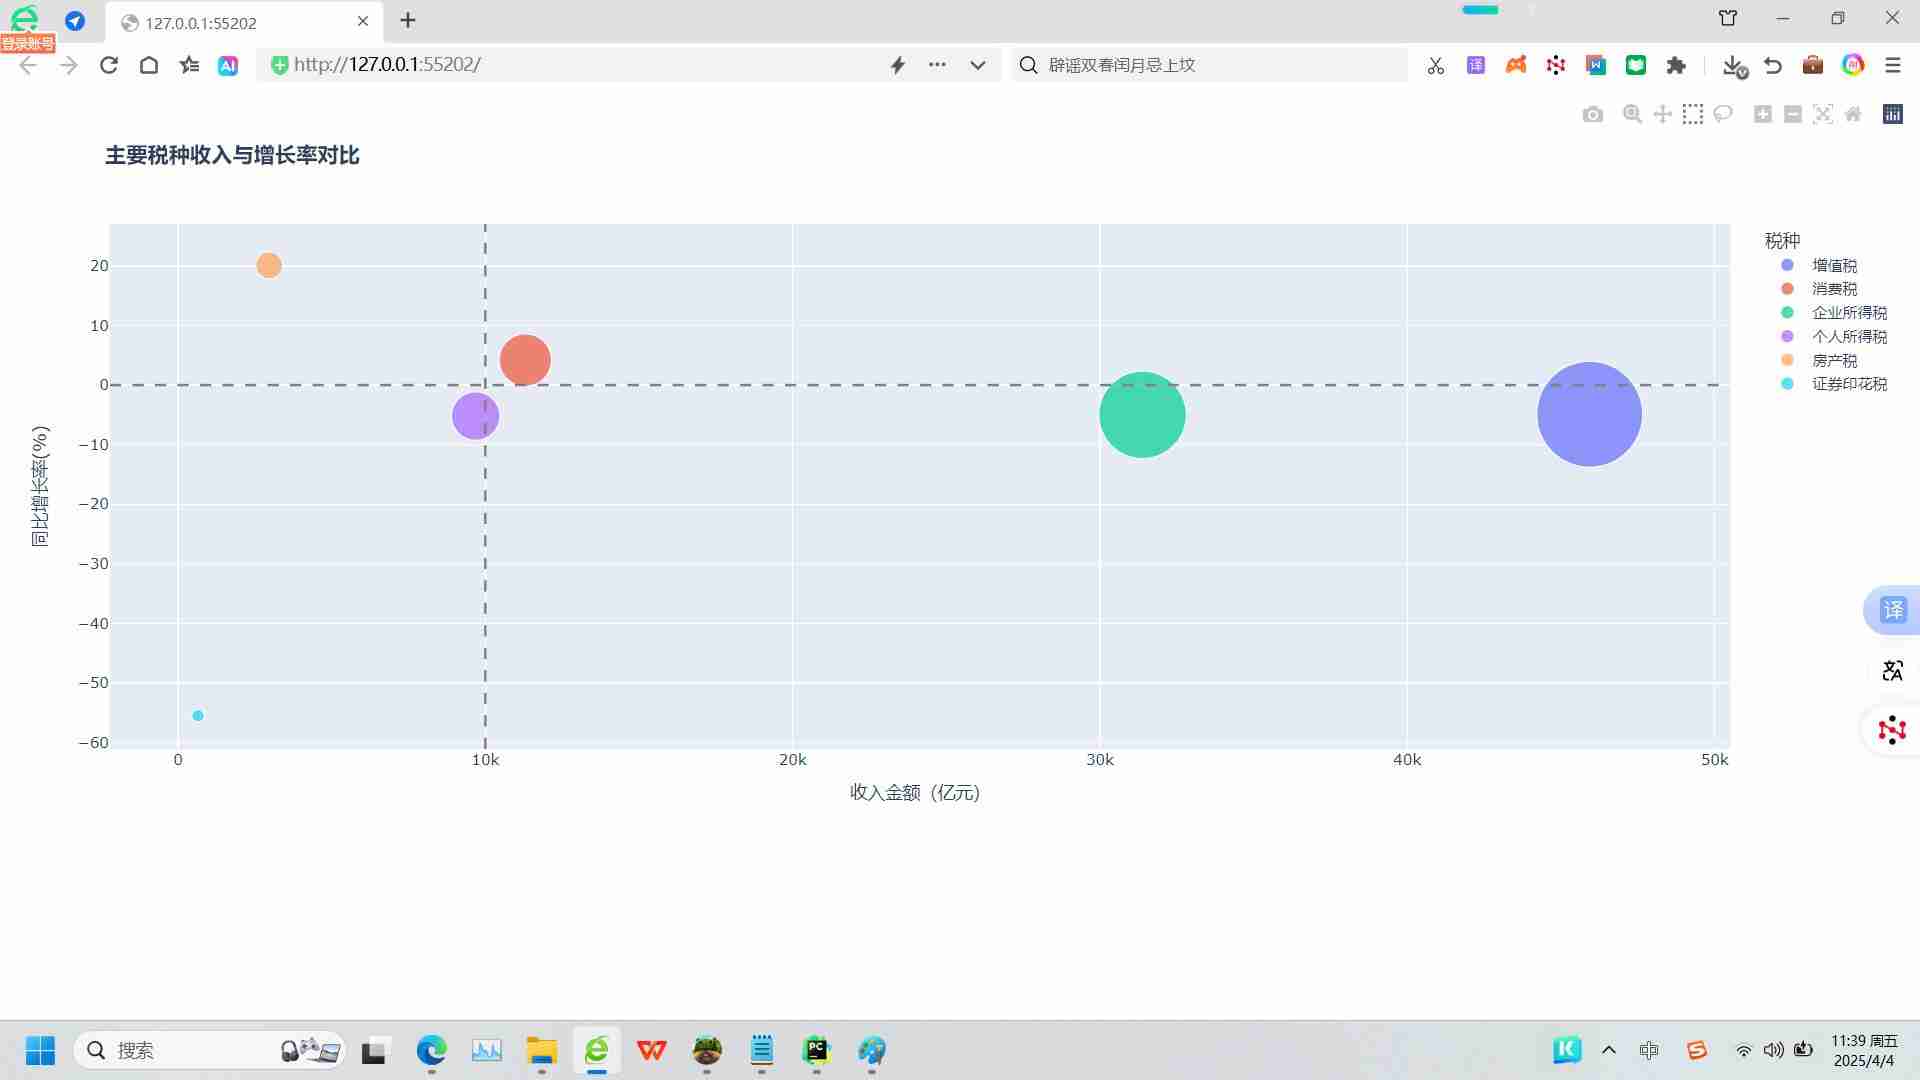 127.0.0.1:55202
登录账号
AI
http://127.0.0.1:55202/
辟谣双春闰月忌上坟
译
主要税种收入与增长率对比
税种
增值税
消费税
企业所得税
个人所得税
房产税
证券印花税
20
10
0
−10
−20
−30
−40
−50
−60
同比增长率(%)
0
10k
20k
30k
40k
50k
收入金额（亿元）
译
搜索
PC
K
中
11:39 周五
2025/4/4